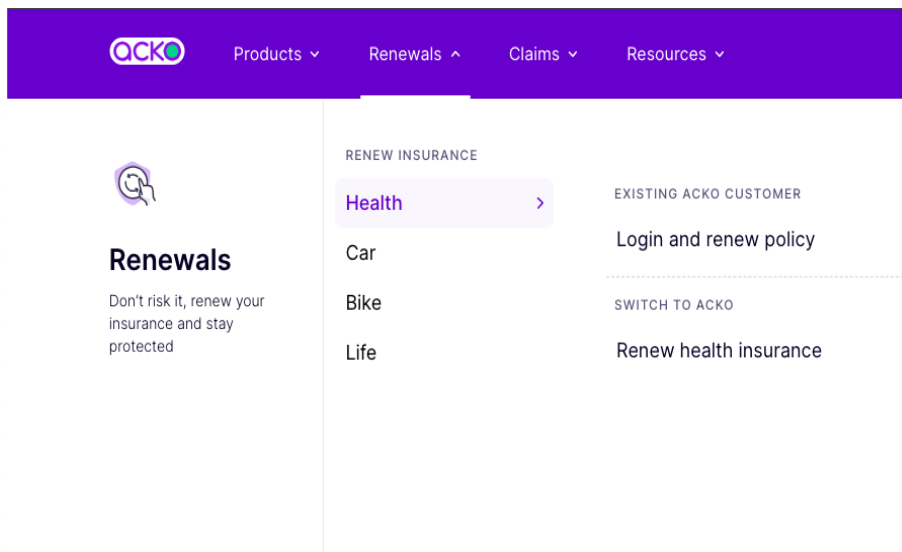 acko Products Renewals Claims Resources
Renewals
Don't risk it, renew your
insurance and stay
protected
RENEW INSURANCE
Health
Car
Bike
Life
EXISTING ACKO CUSTOMER
Login and renew policy
SWITCH TO ACKO
Renew health insurance